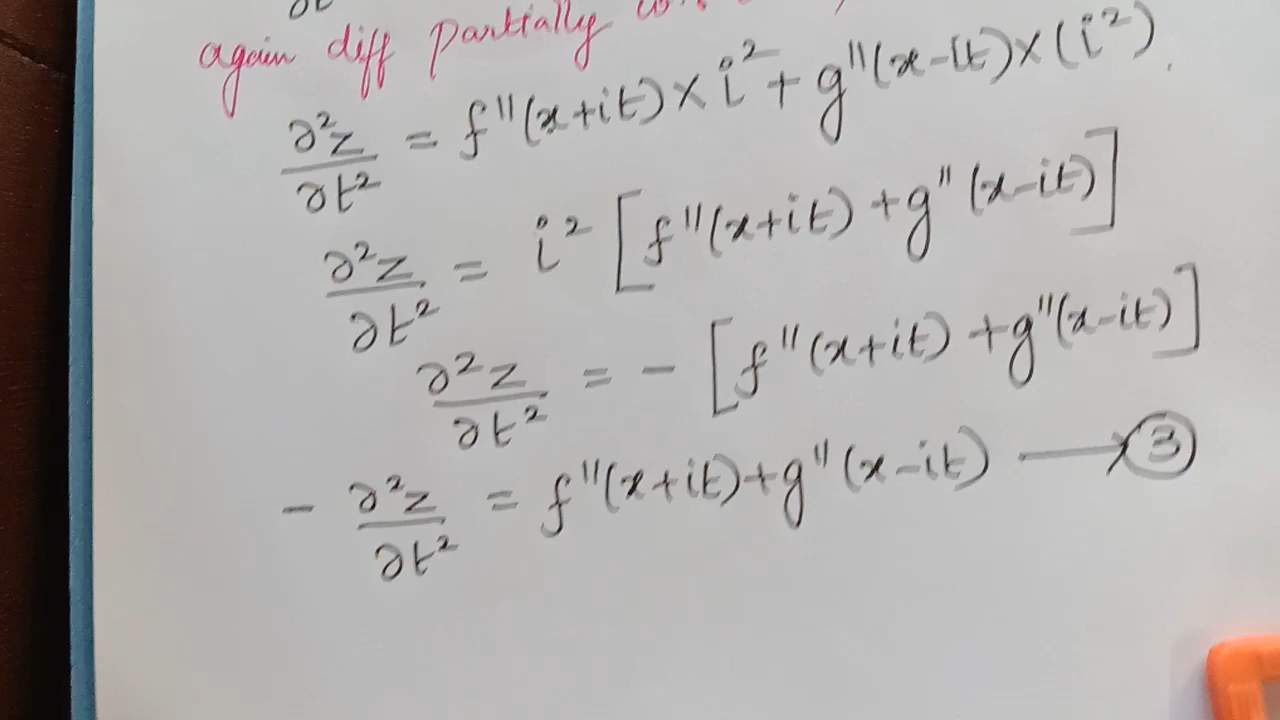 ∂t
again diff partially
∂²z/∂t² = f''(x+it)×i²+g''(x-it)×(i²).
∂²z/∂t² = i²[f''(x+it)+g''(x-it)]
∂²z/∂t² = -[f''(x+it)+g''(x-it)]
-∂²z/∂t² = f''(x+it)+g''(x-it) → ③